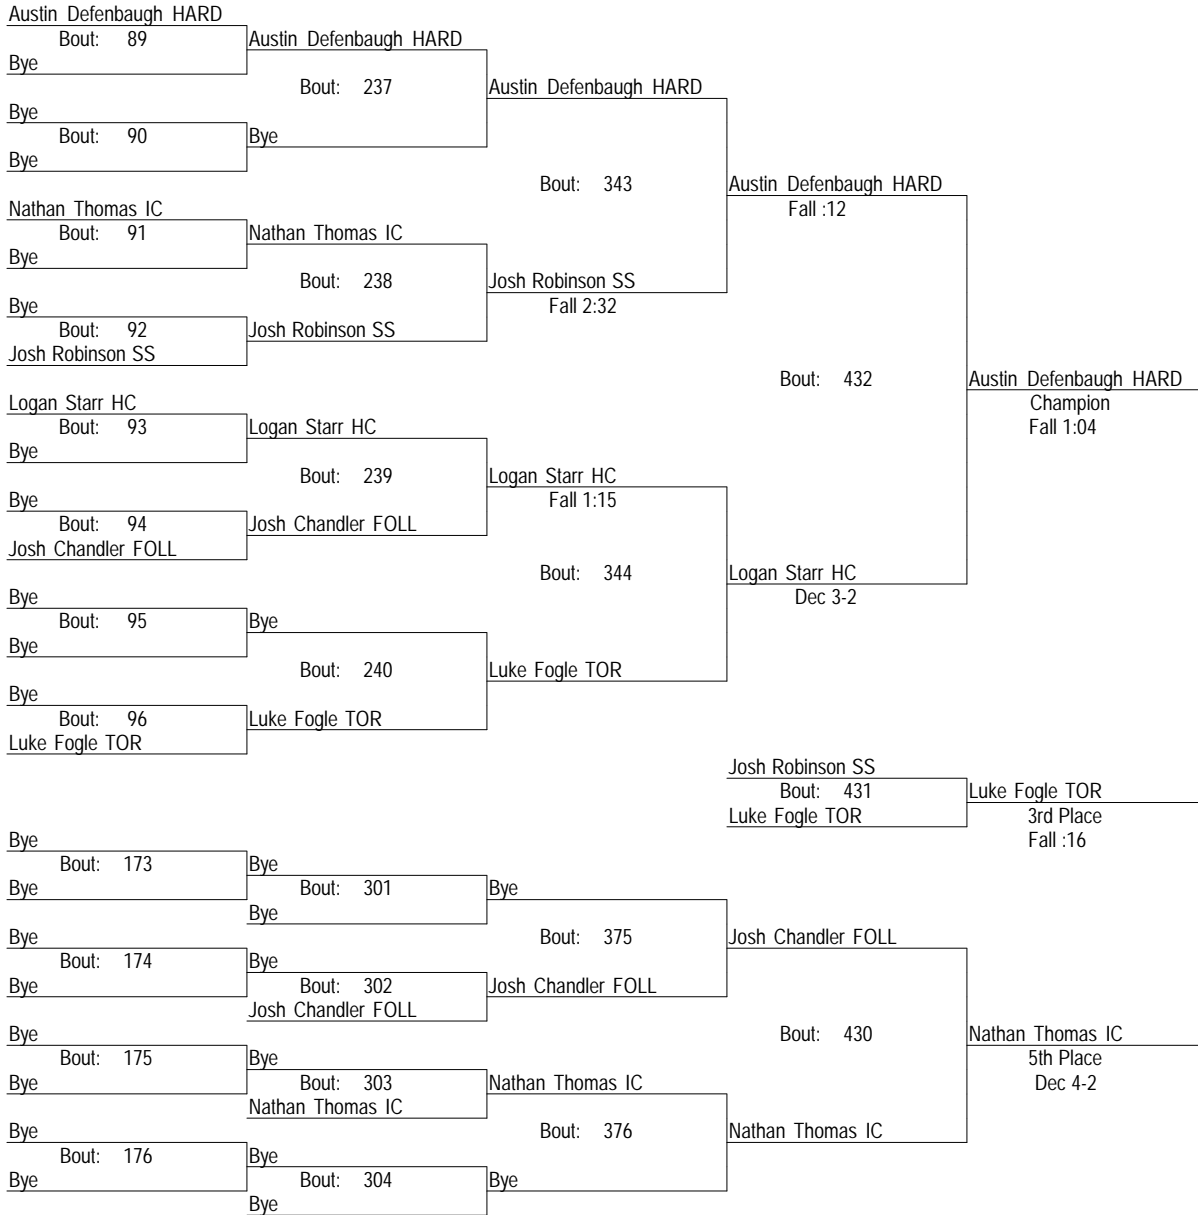 Austin Defenbaugh HARD
Bout: 89
Bye
Austin Defenbaugh HARD
Bout: 237
Bye
Bout: 90
Bye
Bye
Austin Defenbaugh HARD
Bout: 343
Nathan Thomas IC
Bout: 91
Bye
Nathan Thomas IC
Bout: 238
Bye
Bout: 92
Josh Robinson SS
Josh Robinson SS
Josh Robinson SS
Fall 2:32
Austin Defenbaugh HARD
Fall :12
Bout: 432
Logan Starr HC
Bout: 93
Bye
Logan Starr HC
Bout: 239
Bye
Bout: 94
Josh Chandler FOLL
Josh Chandler FOLL
Logan Starr HC
Fall 1:15
Bout: 344
Bye
Bout: 95
Bye
Bye
Bout: 240
Bye
Bout: 96
Luke Fogle TOR
Luke Fogle TOR
Luke Fogle TOR
Logan Starr HC
Dec 3-2
Austin Defenbaugh HARD
Champion
Fall 1:04
Josh Robinson SS
Bout: 431
Luke Fogle TOR
Luke Fogle TOR
3rd Place
Fall :16
Bye
Bout: 173
Bye
Bye
Bout: 301
Bye
Bye
Bout: 375
Bye
Bout: 174
Bye
Bye
Bout: 302
Josh Chandler FOLL
Josh Chandler FOLL
Josh Chandler FOLL
Bout: 430
Bye
Bout: 175
Bye
Bye
Bout: 303
Nathan Thomas IC
Nathan Thomas IC
Bout: 376
Bye
Bout: 176
Bye
Bye
Bout: 304
Bye
Bye
Nathan Thomas IC
Nathan Thomas IC
5th Place
Dec 4-2